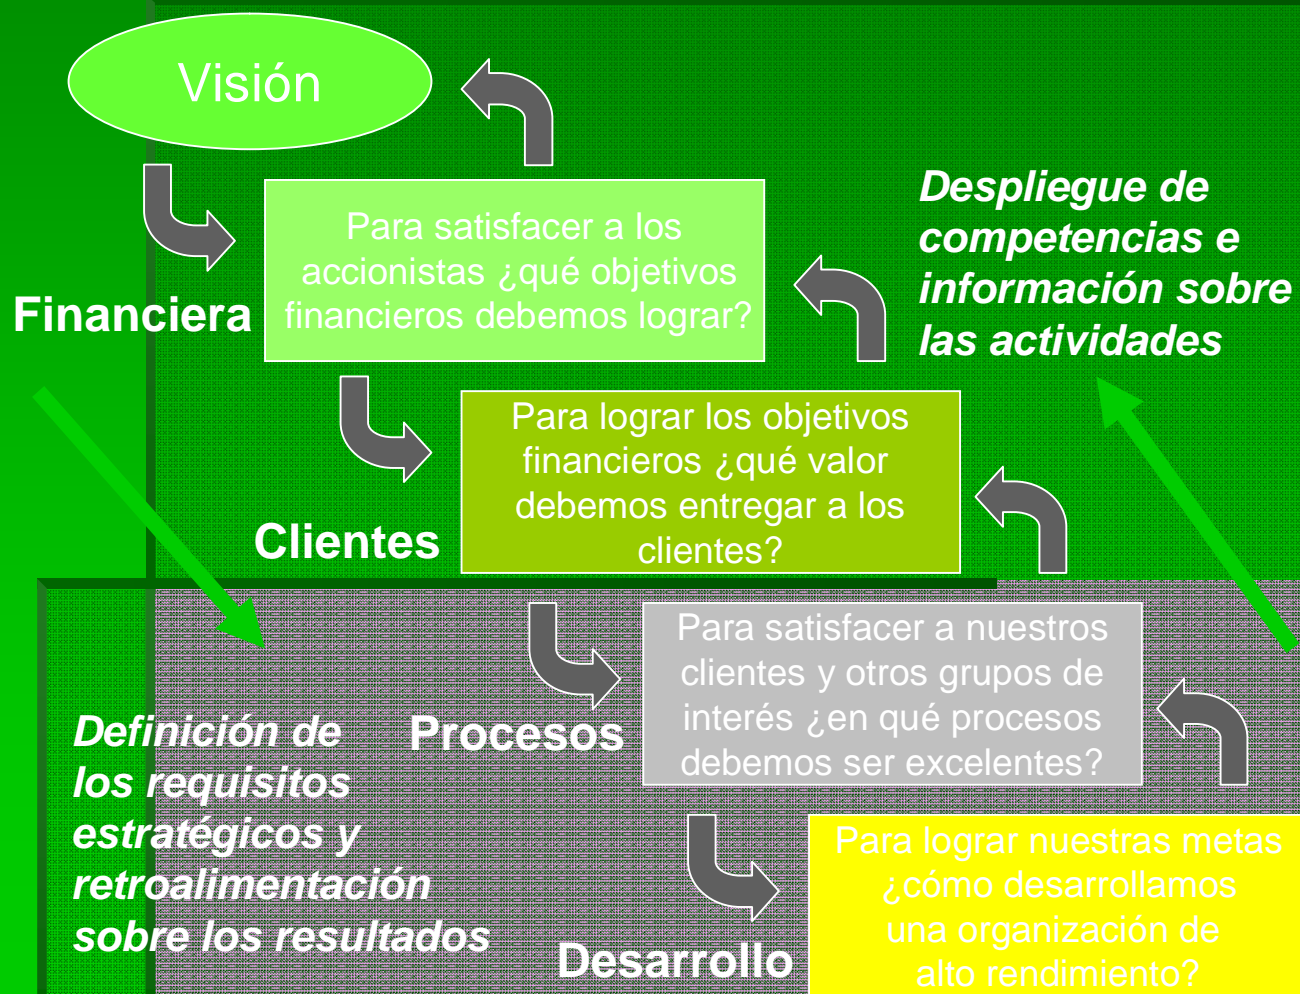 Visión
Para satisfacer a los
accionistas ¿qué objetivos
financieros debemos lograr?
Financiera
Despliegue de
competencias e
información sobre
las actividades
Para lograr los objetivos
financieros ¿qué valor
debemos entregar a los
clientes?
Clientes
Para satisfacer a nuestros
clientes y otros grupos de
interés ¿en qué procesos
debemos ser excelentes?
Procesos
Definición de
los requisitos
estratégicos y
retroalimentación
sobre los resultados
Para lograr nuestras metas
¿cómo desarrollamos
una organización de
alto rendimiento?
Desarrollo